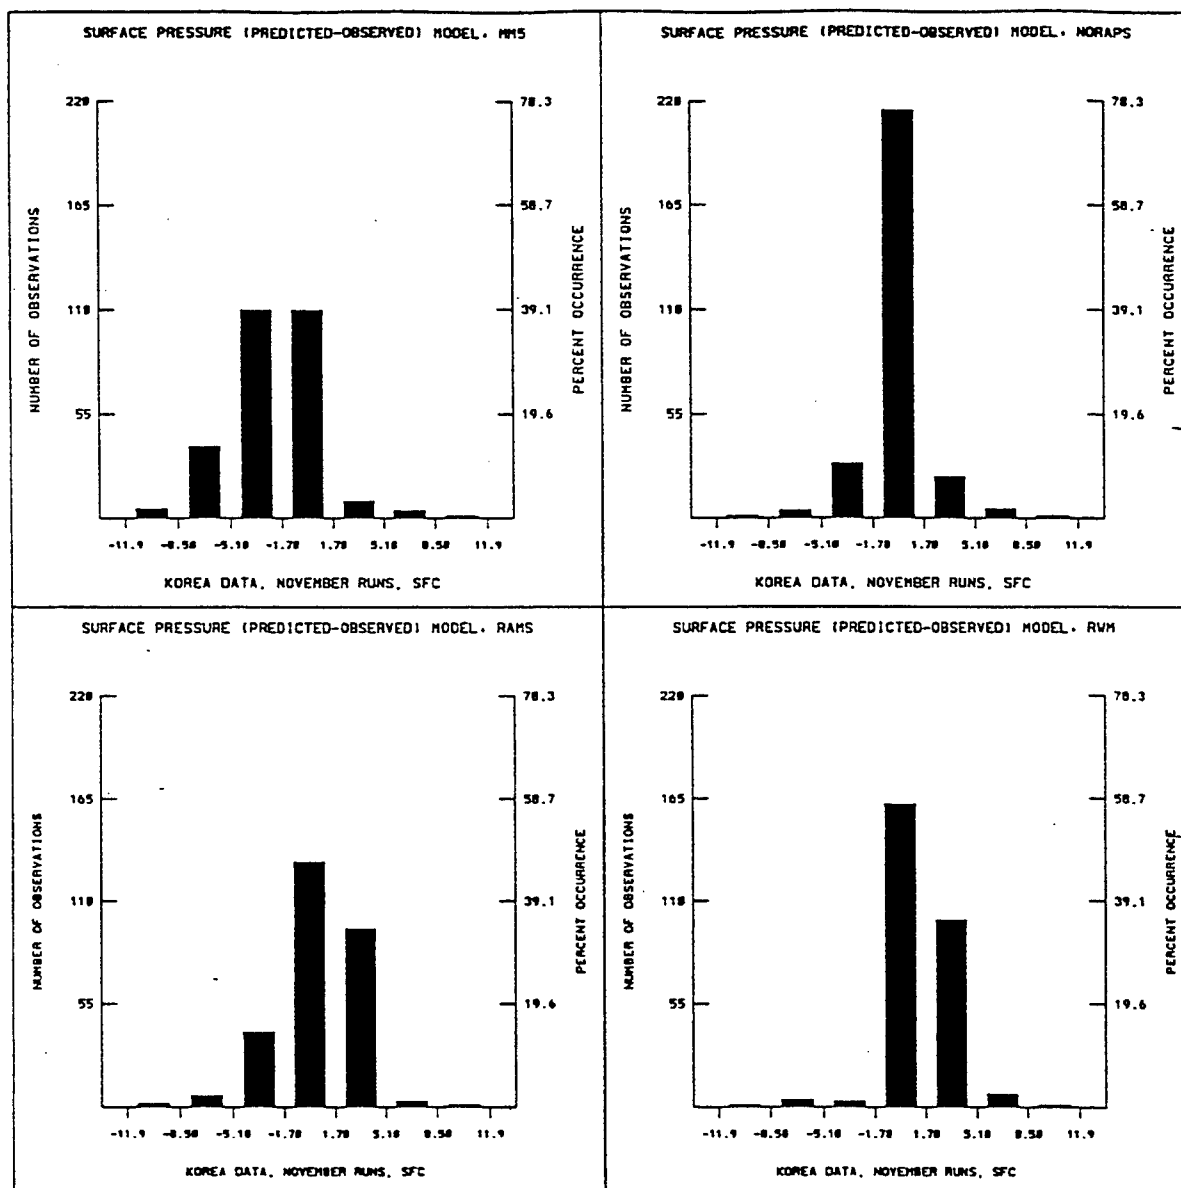 SURFACE PRESSURE (PREDICTED-OBSERVED) MODEL. MM5
NUMBER OF OBSERVATIONS
220
165
110
55
78.3
58.7
39.1
19.6
PERCENT OCCURRENCE
-11.9 -8.50 -5.10 -1.70 1.70 5.10 8.50 11.9
KOREA DATA, NOVEMBER RUNS, SFC
SURFACE PRESSURE (PREDICTED-OBSERVED) MODEL. NORAPS
NUMBER OF OBSERVATIONS
220
165
110
55
78.3
58.7
39.1
19.6
PERCENT OCCURRENCE
-11.9 -8.50 -5.10 -1.70 1.70 5.10 8.50 11.9
KOREA DATA, NOVEMBER RUNS, SFC
SURFACE PRESSURE (PREDICTED-OBSERVED) MODEL. RAMS
NUMBER OF OBSERVATIONS
220
165
110
55
78.3
58.7
39.1
19.6
PERCENT OCCURRENCE
-11.9 -8.50 -5.10 -1.70 1.70 5.10 8.50 11.9
KOREA DATA, NOVEMBER RUNS, SFC
SURFACE PRESSURE (PREDICTED-OBSERVED) MODEL. RWM
NUMBER OF OBSERVATIONS
220
165
110
55
78.3
58.7
39.1
19.6
PERCENT OCCURRENCE
-11.9 -8.50 -5.10 -1.70 1.70 5.10 8.50 11.9
KOREA DATA, NOVEMBER RUNS, SFC